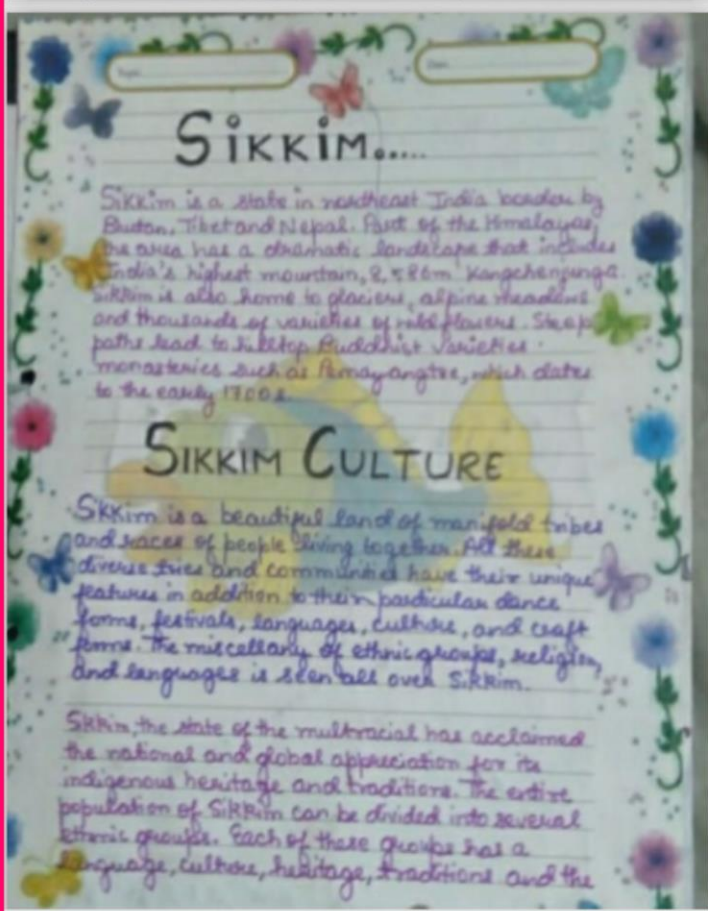 Sikkim.....
Sikkim is a state in northeast India border by
Butan, Tibet and Nepal. Part of the Himalayas,
the area has a dramatic landscape that includes
India's highest mountain, 8,586m Kangchenjunga.
Sikkim is also home to glaciers, alpine meadows
and thousands of varieties of wildflowers. Steep
paths lead to hilltop Buddhist varieties.
monasteries such as Pemayangtse, which dates
to the early 1700s.
Sikkim Culture
Sikkim is a beautiful land of manifold tribes
and races of people living together. All these
diverse tries and communities have their unique
features in addition to their particular dance
forms, festivals, languages, culture, and craft
forms. The miscellany of ethnic groups, religion,
and languages is seen all over Sikkim.
Sikkim, the state of the multiracial has acclaimed
the national and global appreciation for its
indigenous heritage and traditions. The entire
population of Sikkim can be divided into several
ethnic groups. Each of these groups has a
language, culture, heritage, traditions and the